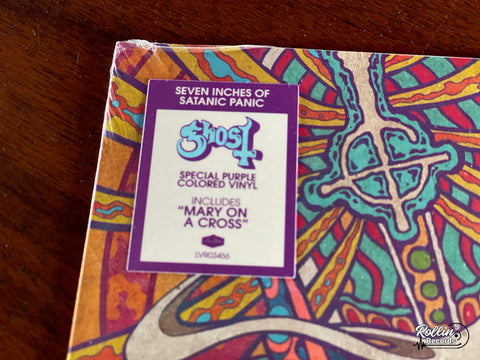 SEVEN INCHES OF
SATANIC PANIC
Ghost
SPECIAL PURPLE
COLORED VINYL
INCLUDES
"MARY ON
A CROSS"
LVR03456
Rollin
Records